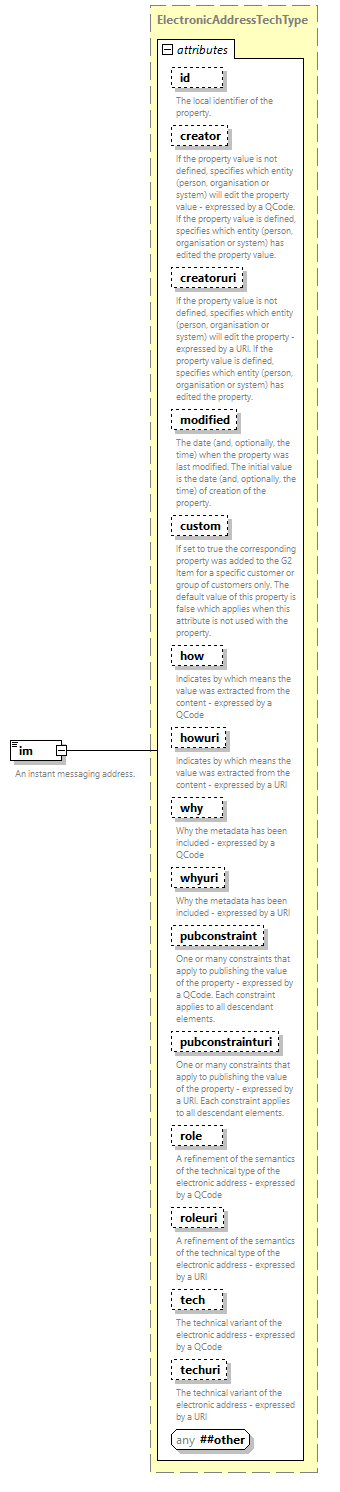 ElectronicAddressTechType
attributes
id
The local identifier of the
property.
creator
If the property value is not
defined, specifies which entity
(person, organisation or
system) will edit the property
value - expressed by a QCode.
If the property value is defined,
specifies which entity (person,
organisation or system) has
edited the property value.
creatoruri
If the property value is not
defined, specifies which entity
(person, organisation or
system) will edit the property -
expressed by a URI. If the
property value is defined,
specifies which entity (person,
organisation or system) has
edited the property.
modified
The date (and, optionally, the
time) when the property was
last modified. The initial value
is the date (and, optionally, the
time) of creation of the
property.
custom
If set to true the corresponding
property was added to the G2
Item for a specific customer or
group of customers only. The
default value of this property is
false which applies when this
attribute is not used with the
property.
how
Indicates by which means the
value was extracted from the
content - expressed by a
QCode
howuri
Indicates by which means the
value was extracted from the
content - expressed by a URI
im
An instant messaging address.
why
Why the metadata has been
included - expressed by a
QCode
whyuri
Why the metadata has been
included - expressed by a URI
pubconstraint
One or many constraints that
apply to publishing the value
of the property - expressed by
a QCode. Each constraint
applies to all descendant
elements.
pubconstrainturi
One or many constraints that
apply to publishing the value
of the property - expressed by
a URI. Each constraint applies
to all descendant elements.
role
A refinement of the semantics
of the technical type of the
electronic address - expressed
by a QCode
roleuri
A refinement of the semantics
of the technical type of the
electronic address - expressed
by a URI
tech
The technical variant of the
electronic address - expressed
by a QCode
techuri
The technical variant of the
electronic address - expressed
by a URI
any ##other